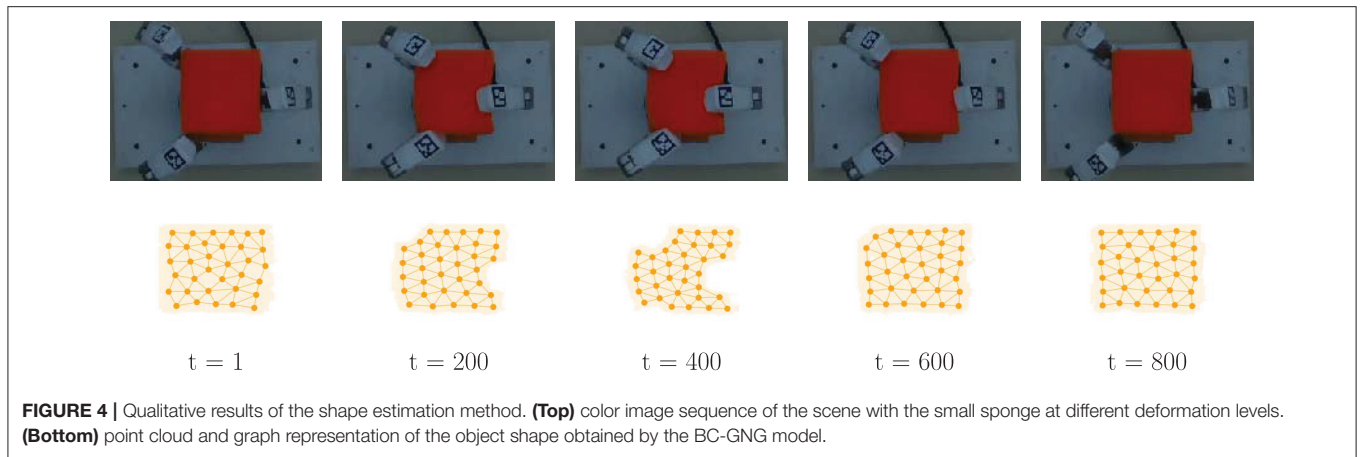 t = 1
t = 200
t = 400
t = 600
t = 800
FIGURE 4 | Qualitative results of the shape estimation method. (Top) color image sequence of the scene with the small sponge at different deformation levels.
(Bottom) point cloud and graph representation of the object shape obtained by the BC-GNG model.